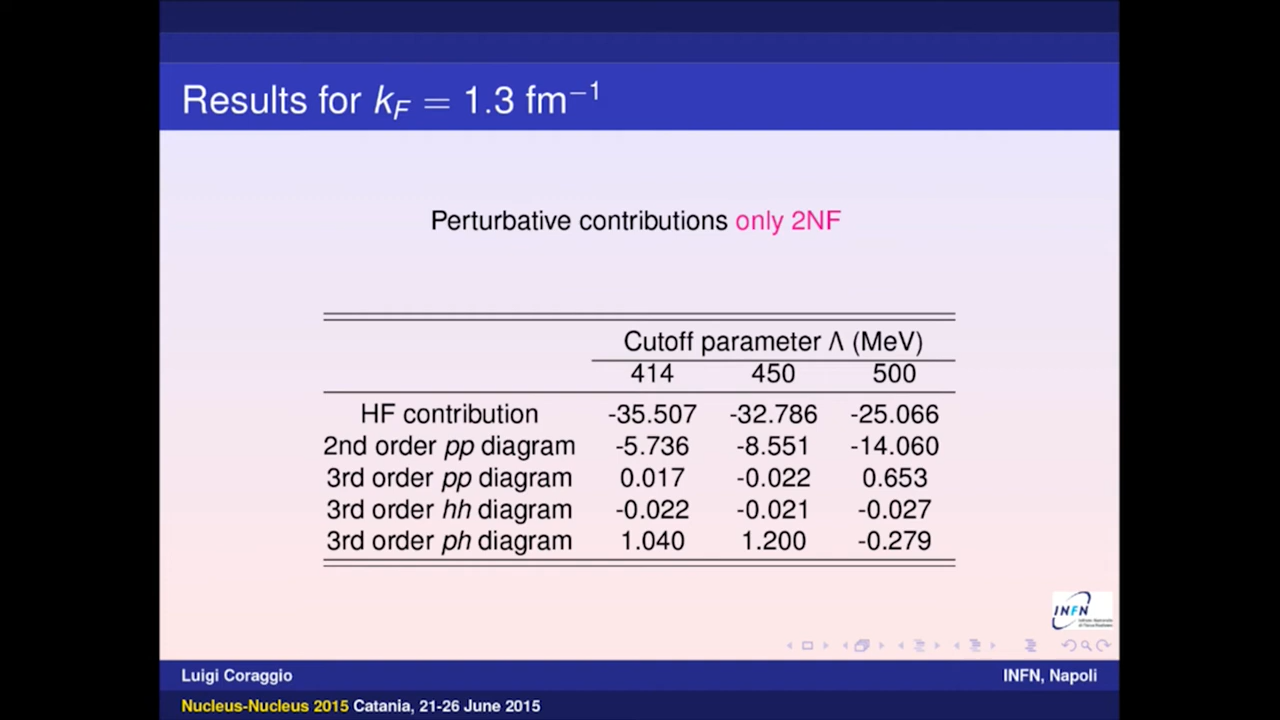 Results for kF = 1.3 fm−1
Perturbative contributions only 2NF
Cutoff parameter Λ (MeV)
414 450 500
HF contribution -35.507 -32.786 -25.066
2nd order pp diagram -5.736 -8.551 -14.060
3rd order pp diagram 0.017 -0.022 0.653
3rd order hh diagram -0.022 -0.021 -0.027
3rd order ph diagram 1.040 1.200 -0.279
INFN
Luigi Coraggio INFN, Napoli
Nucleus-Nucleus 2015 Catania, 21-26 June 2015